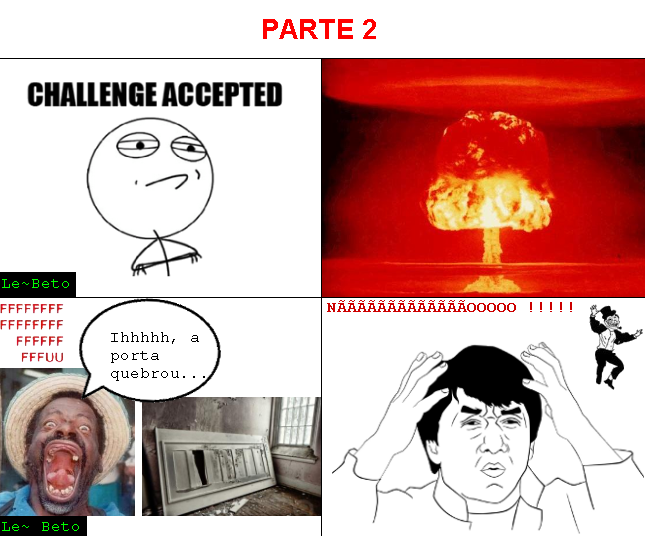 PARTE 2
CHALLENGE ACCEPTED
Le~Beto
FFFFFFFF
FFFFFFFF
FFFFFF
FFFUU
Ihhhhh, a
porta
quebrou...
Le~ Beto
NÃÃÃÃÃÃÃÃÃÃÃÃÃOOOOO !!!!!